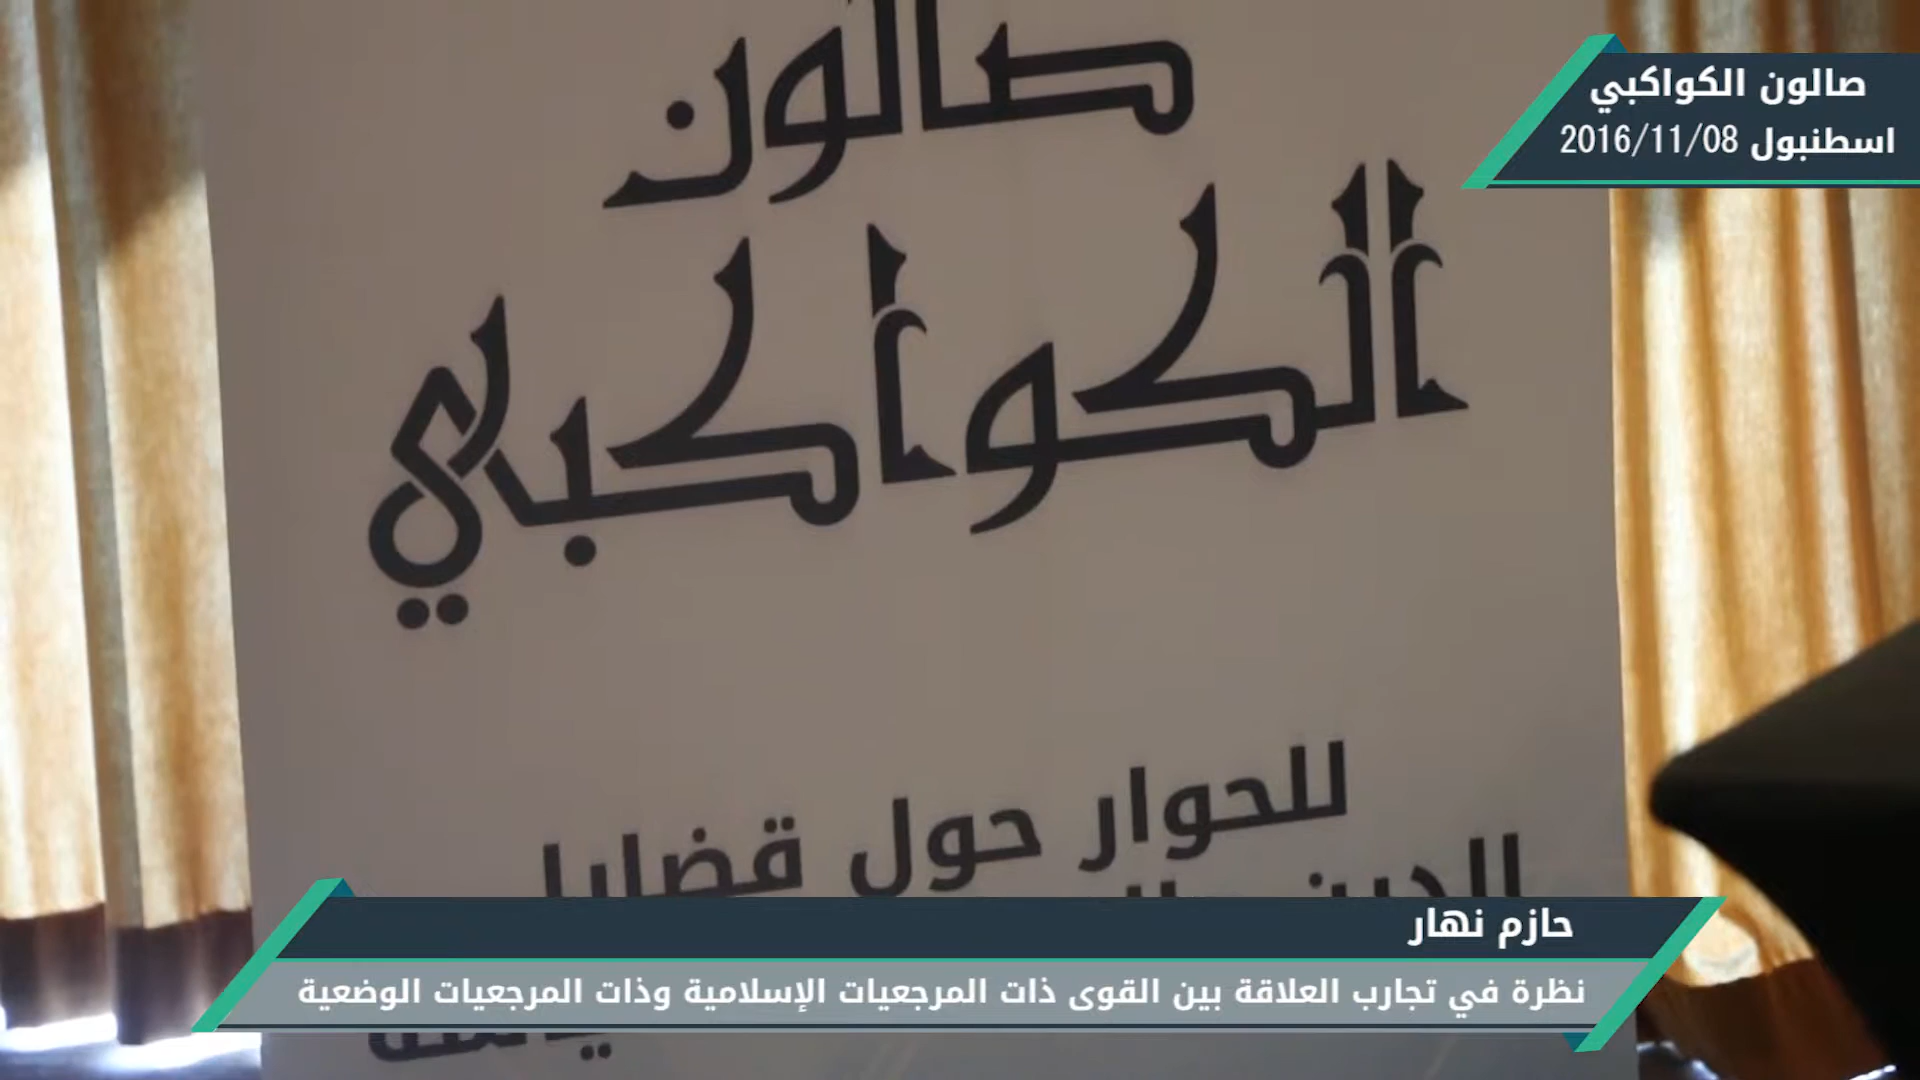 صالون
الكواكبي
للحوار حول قضايا
صالون الكواكبي
اسطنبول 2016/11/08
حازم نهار
نظرة في تجارب العلاقة بين القوى ذات المرجعيات الإسلامية وذات المرجعيات الوضعية